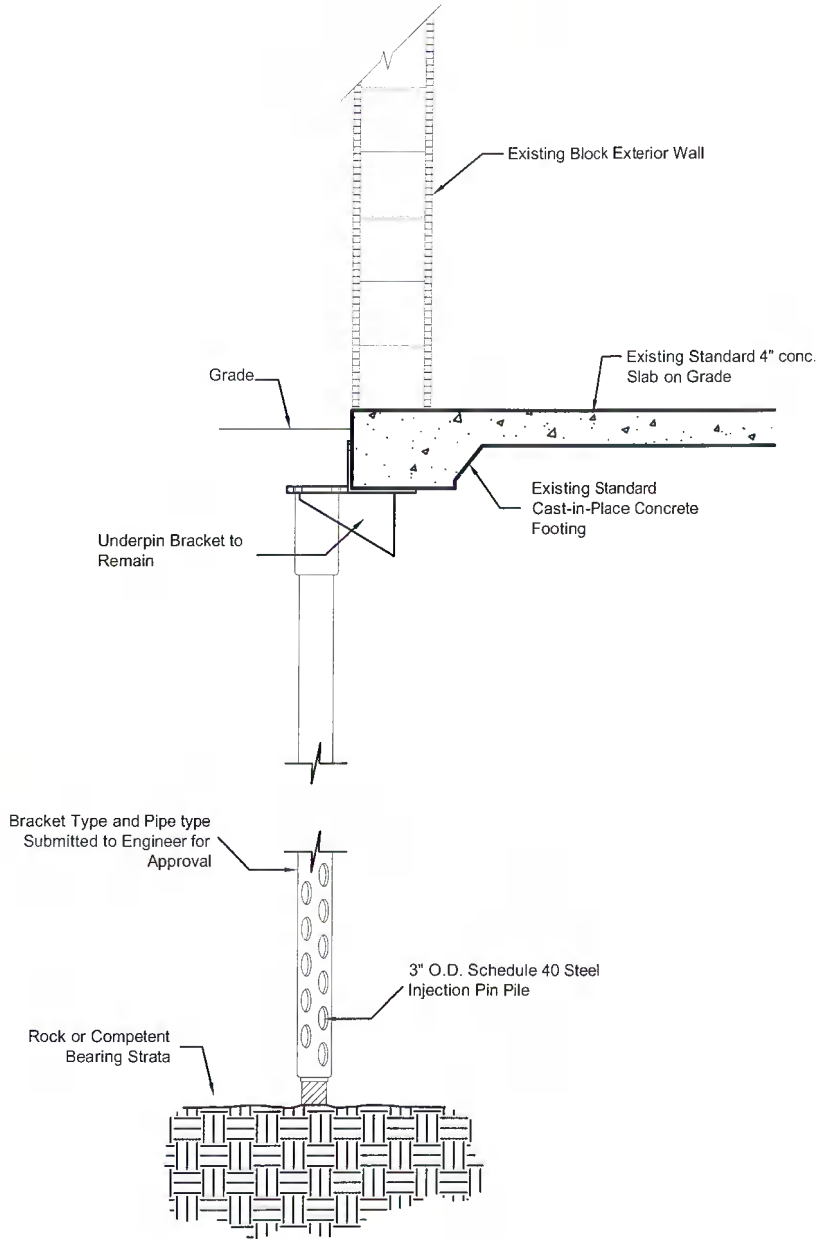 Existing Block Exterior Wall
Existing Standard 4" conc.
Slab on Grade
Grade
Existing Standard
Cast-in-Place Concrete
Footing
Underpin Bracket to
Remain
Bracket Type and Pipe type
Submitted to Engineer for
Approval
3" O.D. Schedule 40 Steel
Injection Pin Pile
Rock or Competent
Bearing Strata